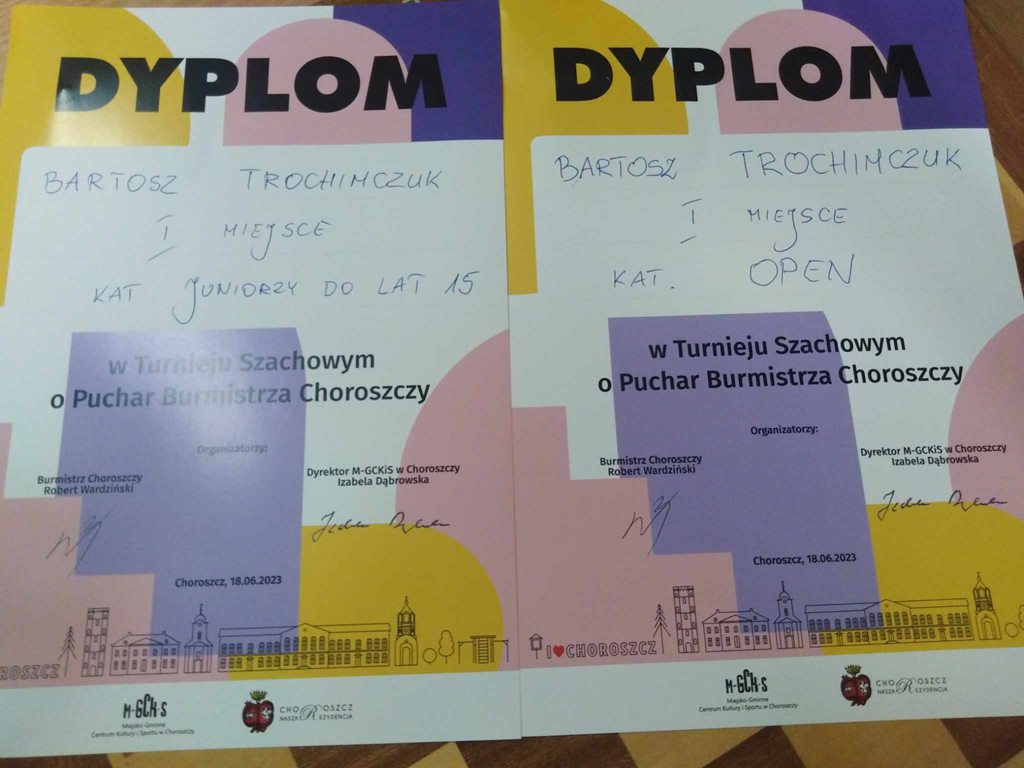 DYPLOM
BARTOSZ TROCHIMCZUK
I MIEJSCE
KAT JUNIORZY DO LAT 15
w Turnieju Szachowym
o Puchar Burmistrza Choroszczy
Organizatorzy:
Burmistrz Choroszczy
Robert Wardziński
Dyrektor M-GCKiS w Choroszczy
Izabela Dąbrowska
Choroszcz, 18.06.2023
ROSZCZ
M-GCK-S
Miejsko-Gminne
Centrum Kultury i Sportu w Choroszczy
CHOROSZCZ
NASZA REZYDENCJA
DYPLOM
BARTOSZ TROCHIMCZUK
I MIEJSCE
KAT. OPEN
w Turnieju Szachowym
o Puchar Burmistrza Choroszczy
Organizatorzy:
Burmistrz Choroszczy
Robert Wardziński
Dyrektor M-GCKiS w Choroszczy
Izabela Dąbrowska
Choroszcz, 18.06.2023
I♥CHOROSZCZ
M-GCK-S
Miejsko-Gminne
Centrum Kultury i Sportu w Choroszczy
CHOROSZCZ
NASZA REZYDENCJA